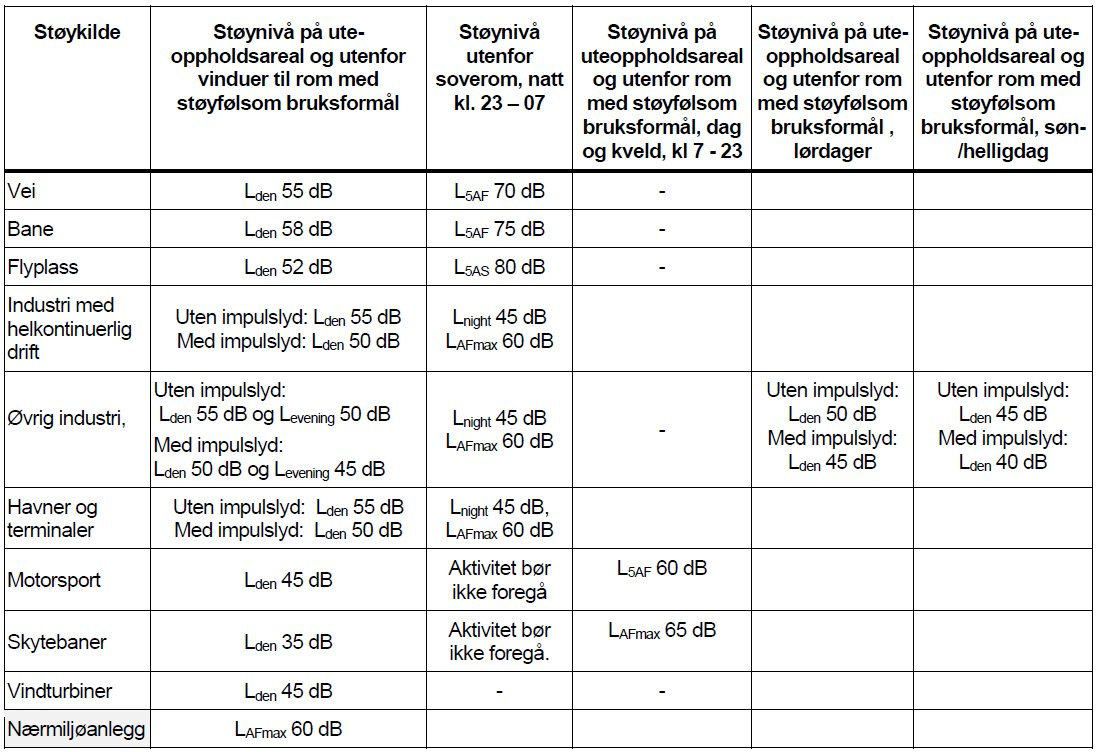 Støykilde
Støynivå på ute-
oppholdsareal og utenfor
vinduer til rom med
støyfølsom bruksformål
Støynivå
utenfor
soverom, natt
kl. 23 – 07
Støynivå på
uteoppholdsareal
og utenfor rom
med støyfølsom
bruksformål, dag
og kveld, kl 7 - 23
Støynivå på ute-
oppholdsareal
og utenfor rom
med støyfølsom
bruksformål ,
lørdager
Støynivå på ute-
oppholdsareal og
utenfor rom med
støyfølsom
bruksformål, søn-
/helligdag
Vei
Lden 55 dB
L5AF 70 dB
-
Bane
Lden 58 dB
L5AF 75 dB
-
Flyplass
Lden 52 dB
L5AS 80 dB
-
Industri med
helkontinuerlig
drift
Uten impulslyd: Lden 55 dB
Med impulslyd: Lden 50 dB
Lnight 45 dB
LAFmax 60 dB
Øvrig industri,
Uten impulslyd:
Lden 55 dB og Levening 50 dB
Med impulslyd:
Lden 50 dB og Levening 45 dB
Lnight 45 dB
LAFmax 60 dB
-
Uten impulslyd:
Lden 50 dB
Med impulslyd:
Lden 45 dB
Uten impulslyd:
Lden 45 dB
Med impulslyd:
Lden 40 dB
Havner og
terminaler
Uten impulslyd: Lden 55 dB
Med impulslyd: Lden 50 dB
Lnight 45 dB,
LAFmax 60 dB
Motorsport
Lden 45 dB
Aktivitet bør
ikke foregå
L5AF 60 dB
Skytebaner
Lden 35 dB
Aktivitet bør
ikke foregå.
LAFmax 65 dB
Vindturbiner
Lden 45 dB
-
-
Nærmiljøanlegg
LAFmax 60 dB